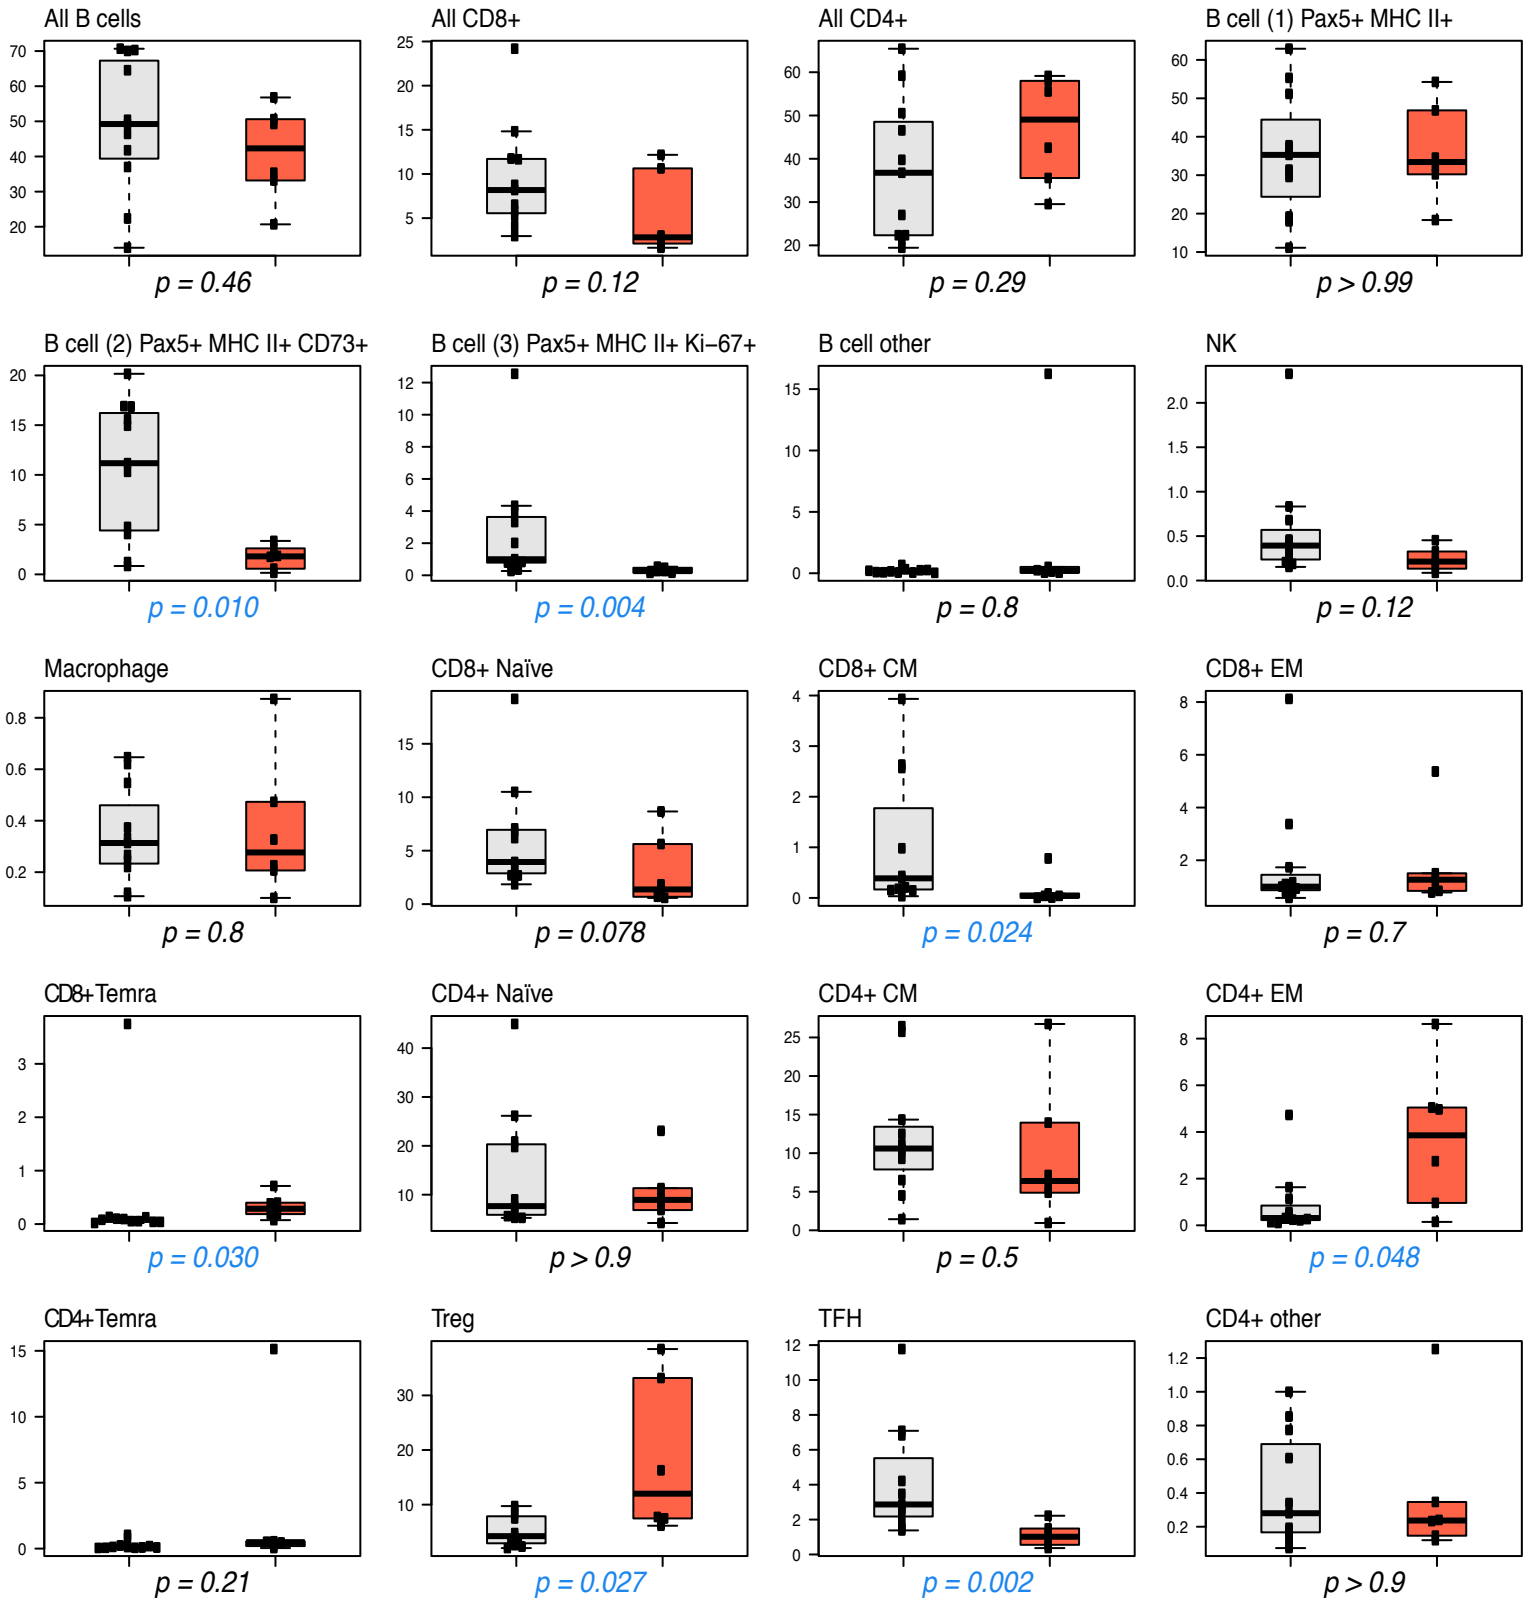 All B cells
70
60
50
40
30
20
p = 0.46
All CD8+
25
20
15
10
5
p = 0.12
All CD4+
60
50
40
30
20
p = 0.29
B cell (1) Pax5+ MHC II+
60
50
40
30
20
10
p > 0.99
B cell (2) Pax5+ MHC II+ CD73+
20
15
10
5
0
p = 0.010
B cell (3) Pax5+ MHC II+ Ki−67+
12
10
8
6
4
2
0
p = 0.004
B cell other
15
10
5
0
p = 0.8
NK
2.0
1.5
1.0
0.5
0.0
p = 0.12
Macrophage
0.8
0.6
0.4
0.2
p = 0.8
CD8+ Naïve
15
10
5
0
p = 0.078
CD8+ CM
4
3
2
1
0
p = 0.024
CD8+ EM
8
6
4
2
p = 0.7
CD8+Temra
3
2
1
0
p = 0.030
CD4+ Naïve
40
30
20
10
p > 0.9
CD4+ CM
25
20
15
10
5
0
p = 0.5
CD4+ EM
8
6
4
2
0
p = 0.048
CD4+Temra
15
10
5
0
p = 0.21
Treg
30
20
10
p = 0.027
TFH
12
10
8
6
4
2
0
p = 0.002
CD4+ other
1.2
1.0
0.8
0.6
0.4
0.2
p > 0.9